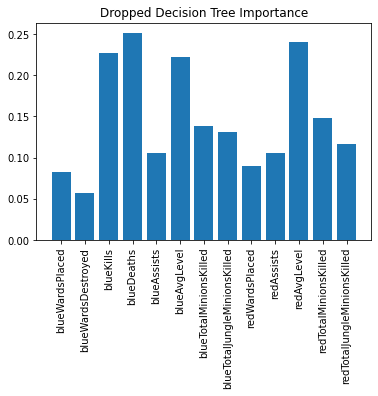 Dropped Decision Tree Importance
0.25
0.20
0.15
0.10
0.05
0.00
blueWardsPlaced
blueWardsDestroyed
blueKills
blueDeaths
blueAssists
blueAvgLevel
blueTotalMinionsKilled
blueTotalJungleMinionsKilled
redWardsPlaced
redAssists
redAvgLevel
redTotalMinionsKilled
redTotalJungleMinionsKilled